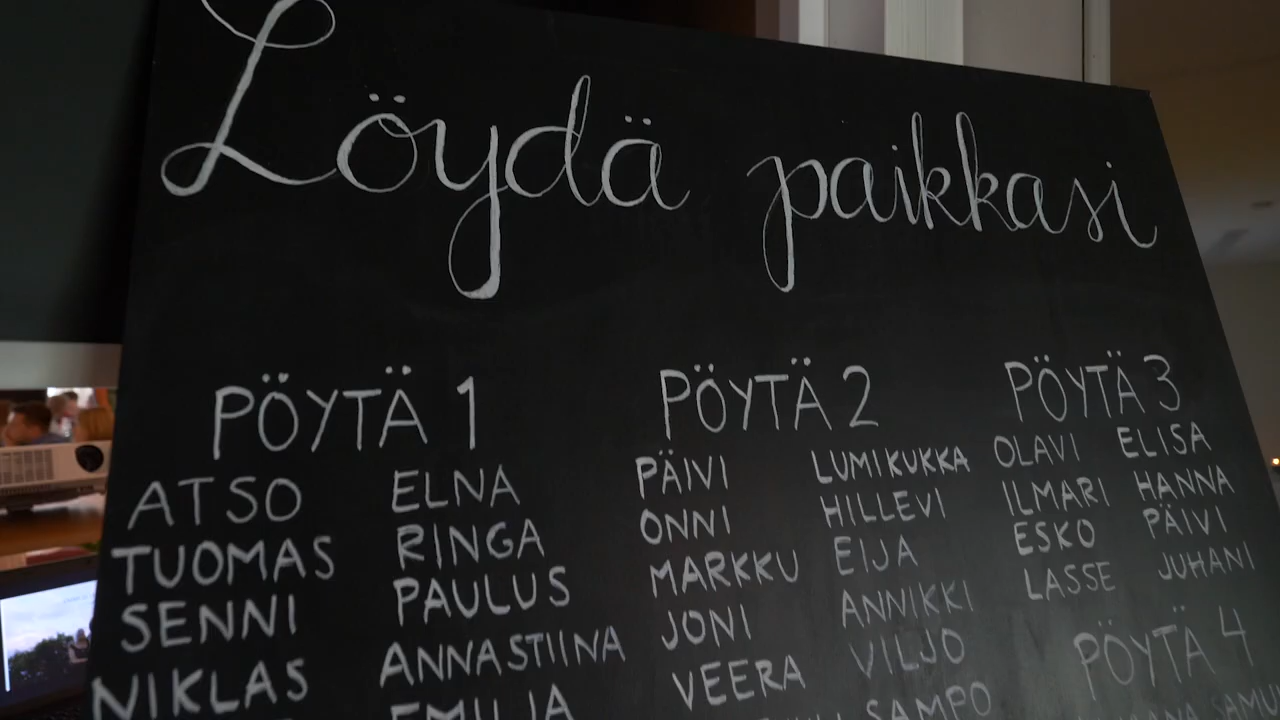 Löydä paikkasi
PÖYTÄ 1
ATSO ELNA
TUOMAS RINGA
SENNI PAULUS
NIKLAS ANNASTIINA
EMILIA
PÖYTÄ 2
PÄIVI LUMIKUKKA
ONNI HILLEVI
MARKKU EIJA
JONI ANNIKKI
VEERA VILJO
SAMPO
PÖYTÄ 3
OLAVI ELISA
ILMARI HANNA
ESKO PÄIVI
LASSE JUHANI
PÖYTÄ 4